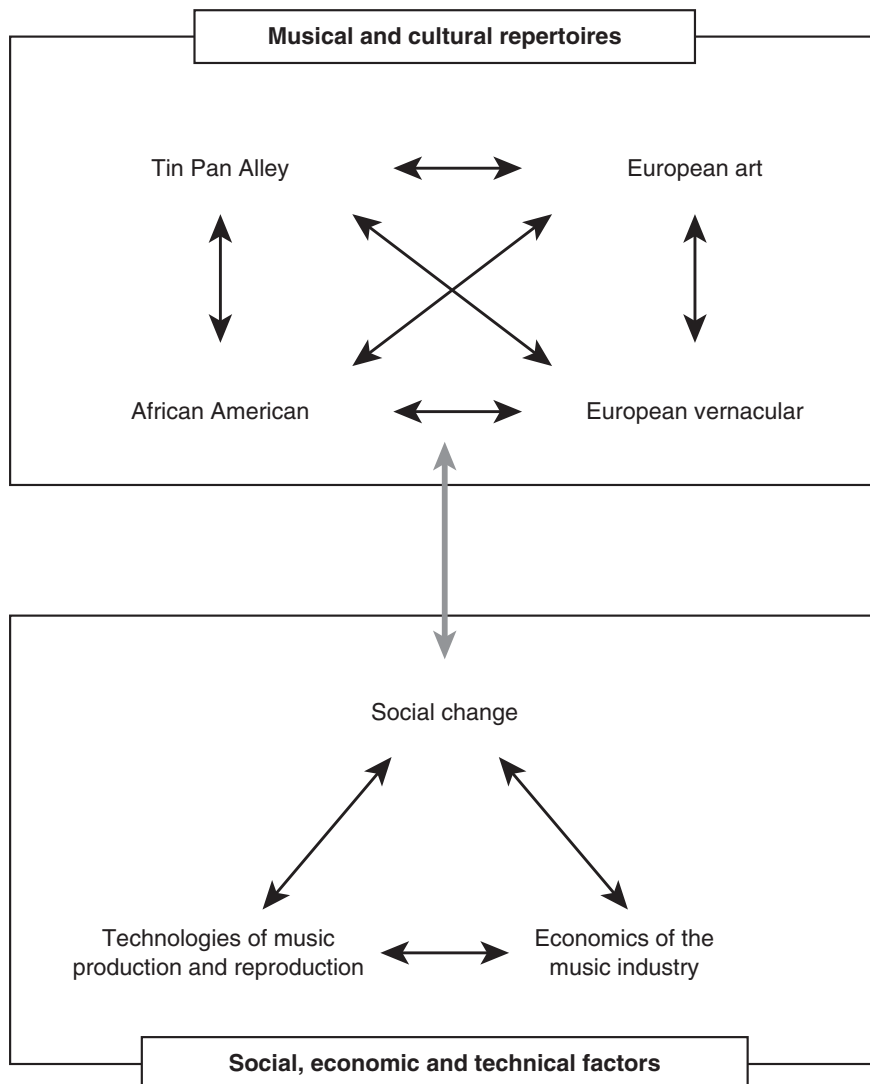 Musical and cultural repertoires
Tin Pan Alley
European art
African American
European vernacular
Social change
Technologies of music
production and reproduction
Economics of the
music industry
Social, economic and technical factors